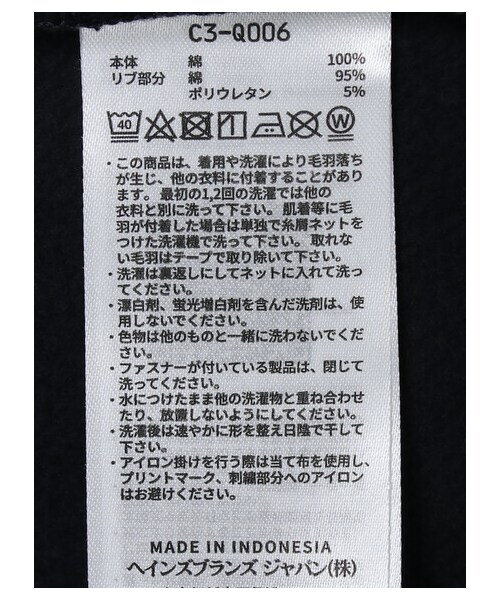 C3-Q006
本体 綿 100%
リブ部分 綿 95%
ポリウレタン 5%
40 W
・この商品は、着用や洗濯により毛羽落ち
が生じ、他の衣料に付着することがあり
ます。最初の1,2回の洗濯では他の
衣料と別に洗って下さい。肌着等に毛
羽が付着した場合は単独で糸屑ネットを
つけた洗濯機で洗って下さい。取れな
い毛羽はテープで取り除いて下さい。
・洗濯は裏返しにしてネットに入れて洗っ
てください。
・漂白剤、蛍光増白剤を含んだ洗剤は、使
用しないでください。
・色物は他のものと一緒に洗わないでくだ
さい。
・ファスナーが付いている製品は、閉じて
洗ってください。
・水につけたまま他の洗濯物と重ね合わせ
たり、放置しないようにしてください。
・洗濯後は速やかに形を整え日陰で干して
下さい。
・アイロン掛けを行う際は当て布を使用し、
プリントマーク、刺繍部分へのアイロン
はお避けください。
MADE IN INDONESIA
ヘインズブランズ ジャパン(株)